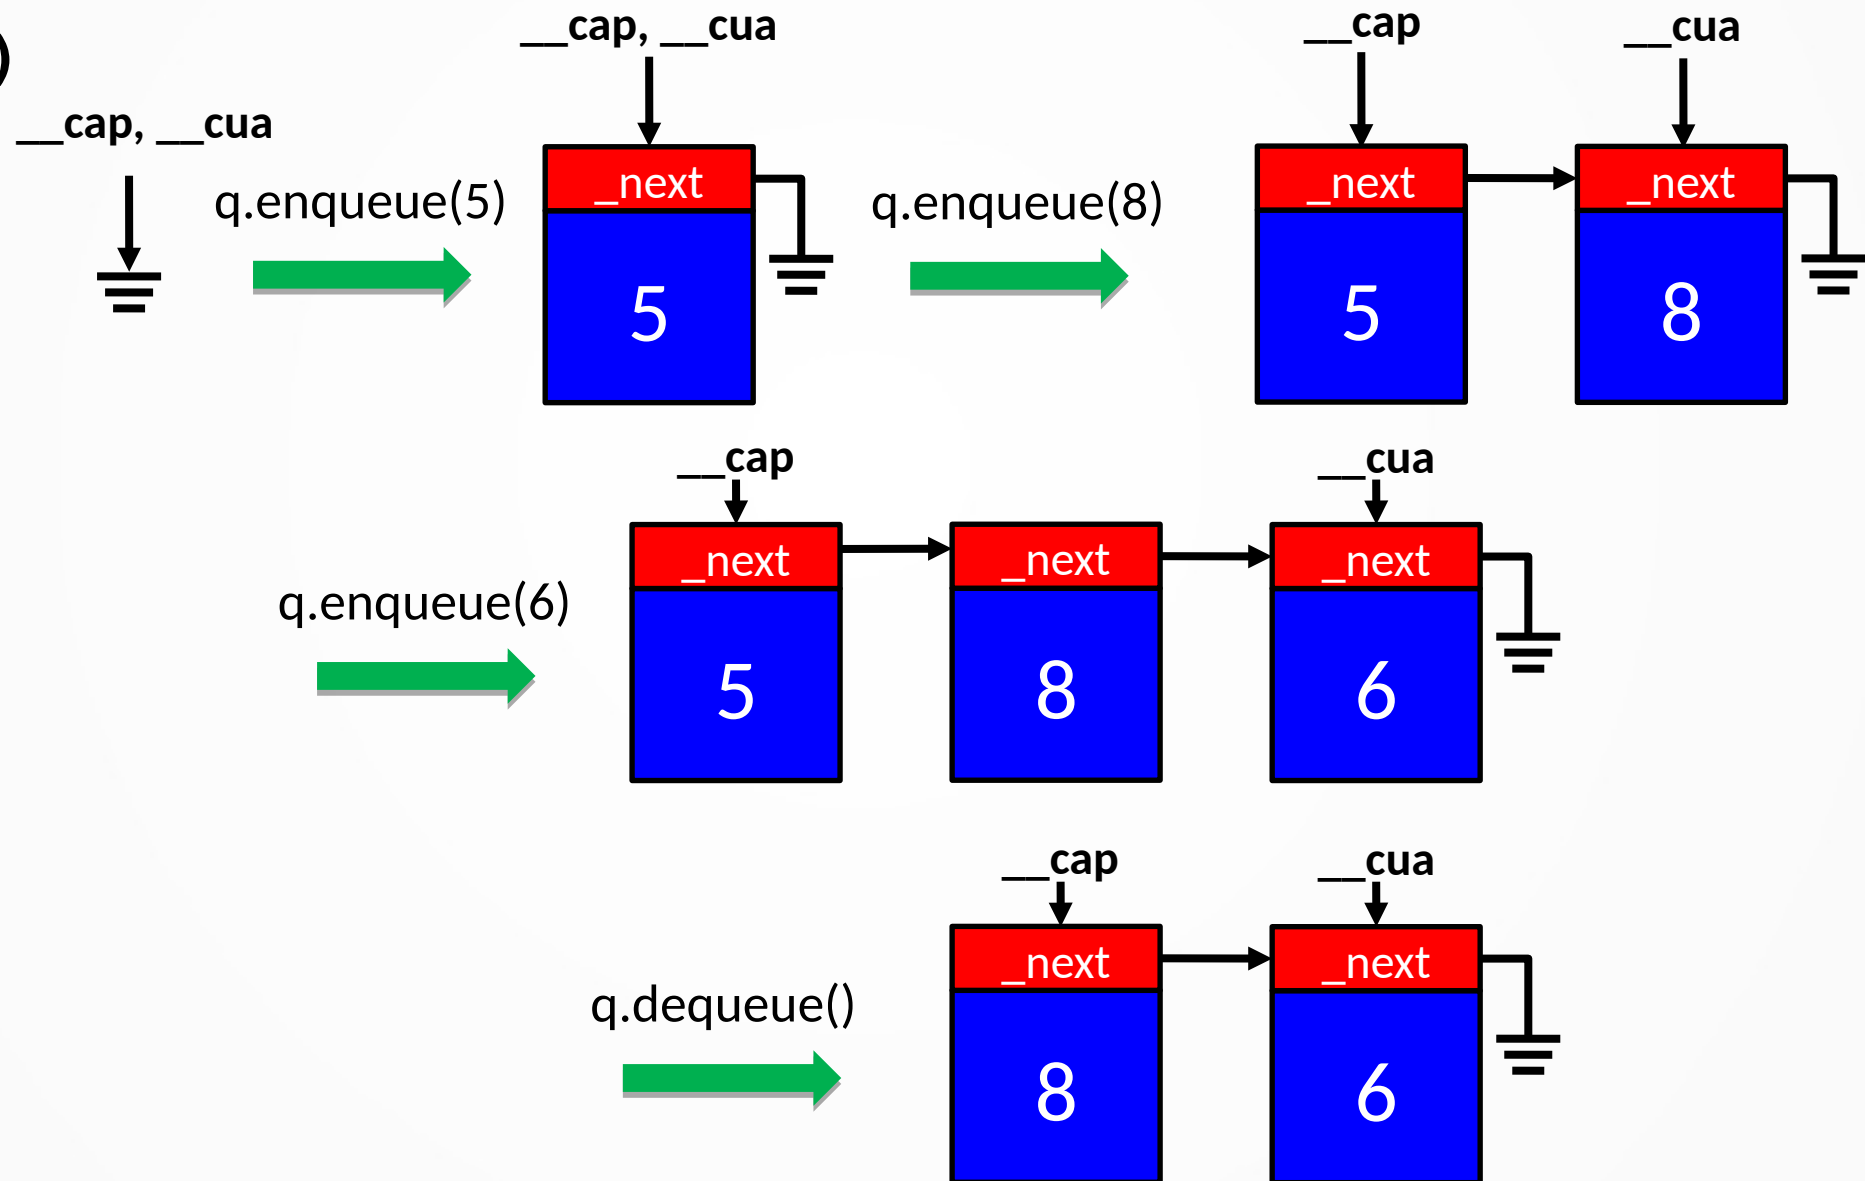 )
__cap, __cua
q.enqueue(5)
__cap, __cua
_next
5
q.enqueue(8)
__cap
__cua
_next
_next
5
8
q.enqueue(6)
__cap
__cua
_next
_next
_next
5
8
6
q.dequeue()
__cap
__cua
_next
_next
8
6